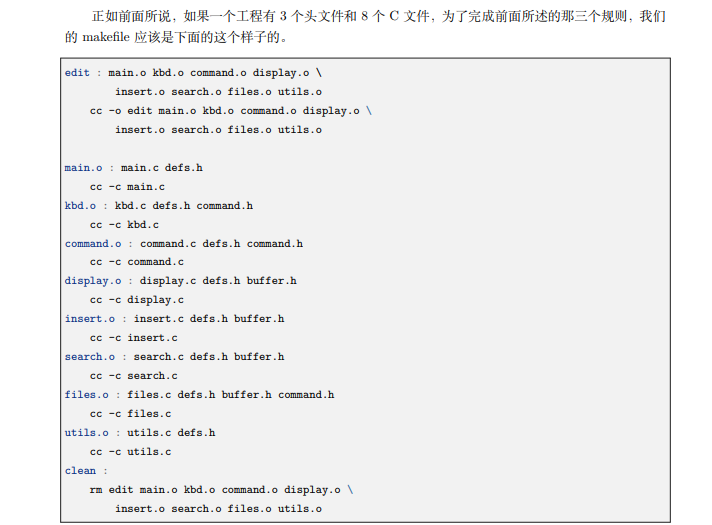 正如前面所说，如果一个工程有 3 个头文件和 8 个 C 文件，为了完成前面所述的那三个规则，我们
的 makefile 应该是下面的这个样子的。
edit : main.o kbd.o command.o display.o \
        insert.o search.o files.o utils.o
    cc -o edit main.o kbd.o command.o display.o \
        insert.o search.o files.o utils.o

main.o : main.c defs.h
    cc -c main.c
kbd.o : kbd.c defs.h command.h
    cc -c kbd.c
command.o : command.c defs.h command.h
    cc -c command.c
display.o : display.c defs.h buffer.h
    cc -c display.c
insert.o : insert.c defs.h buffer.h
    cc -c insert.c
search.o : search.c defs.h buffer.h
    cc -c search.c
files.o : files.c defs.h buffer.h command.h
    cc -c files.c
utils.o : utils.c defs.h
    cc -c utils.c
clean :
    rm edit main.o kbd.o command.o display.o \
        insert.o search.o files.o utils.o